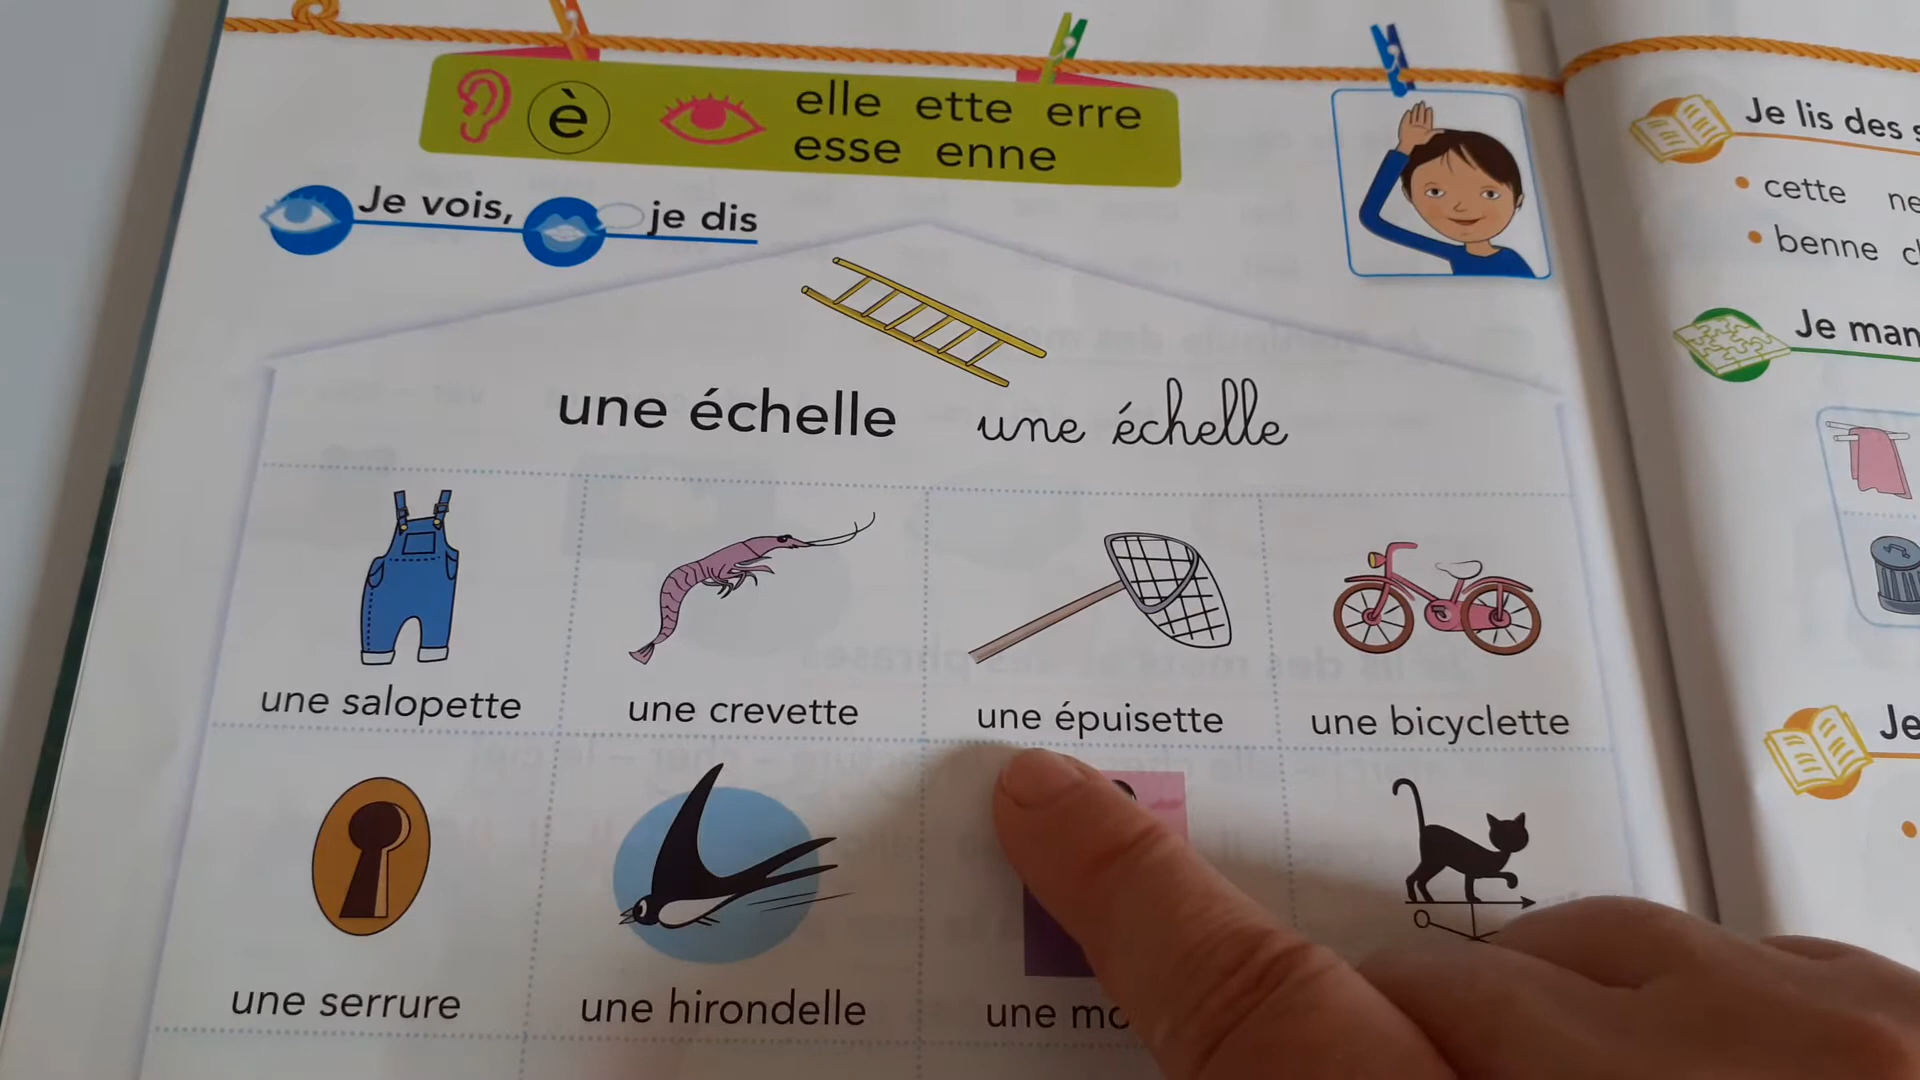 è elle ette erre
esse enne
Je vois, je dis
une échelle une échelle
une salopette une crevette une épuisette une bicyclette
une serrure une hirondelle une
Je lis des
cette
benne
Je
Je